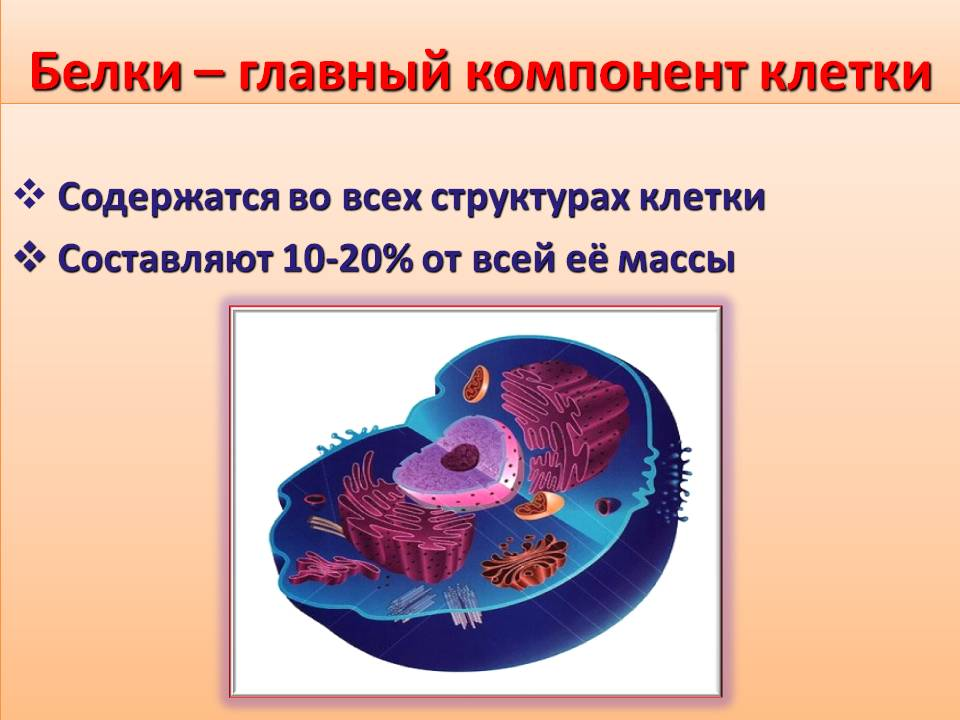 Белки – главный компонент клетки
Содержатся во всех структурах клетки
Составляют 10-20% от всей её массы